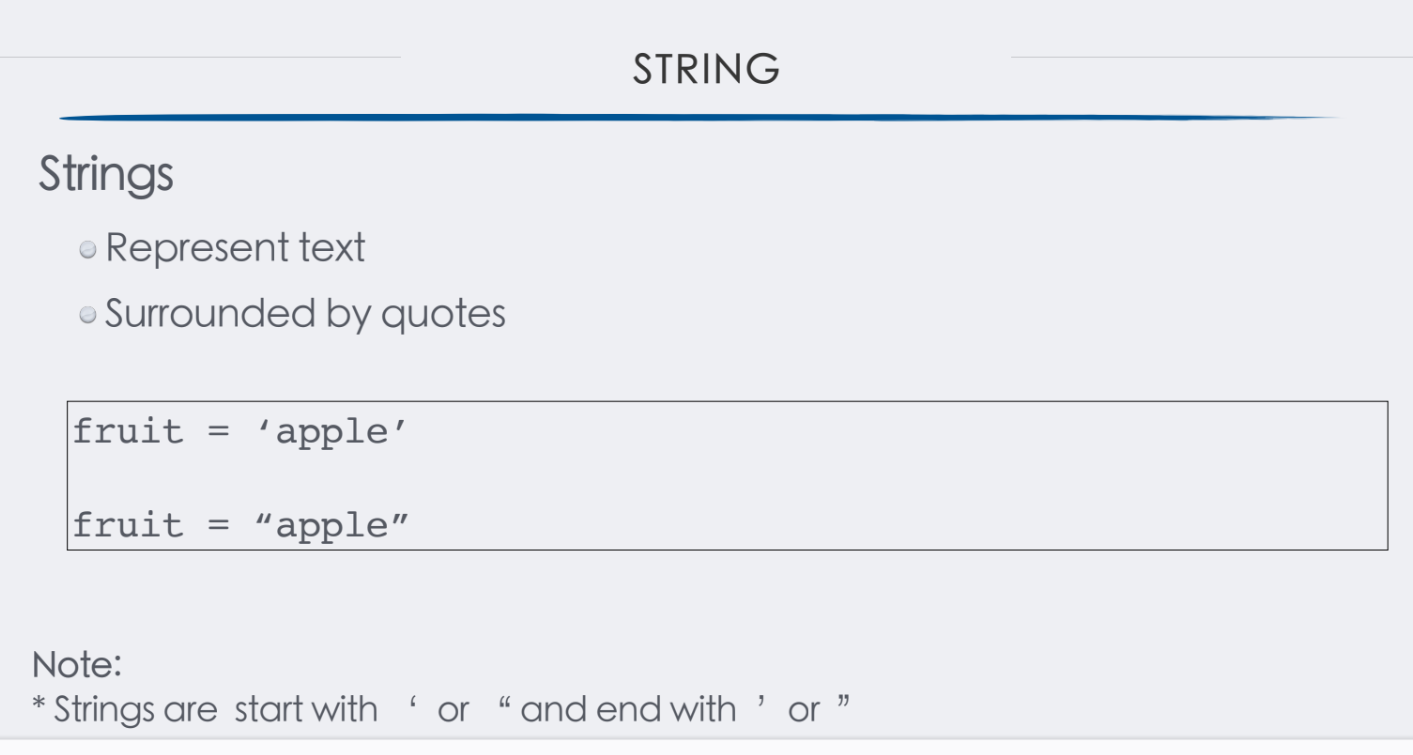 STRING
Strings
Represent text
Surrounded by quotes
fruit = ‘apple’
fruit = “apple”
Note:
* Strings are  start with  ‘ or  “ and end with ’ or ”